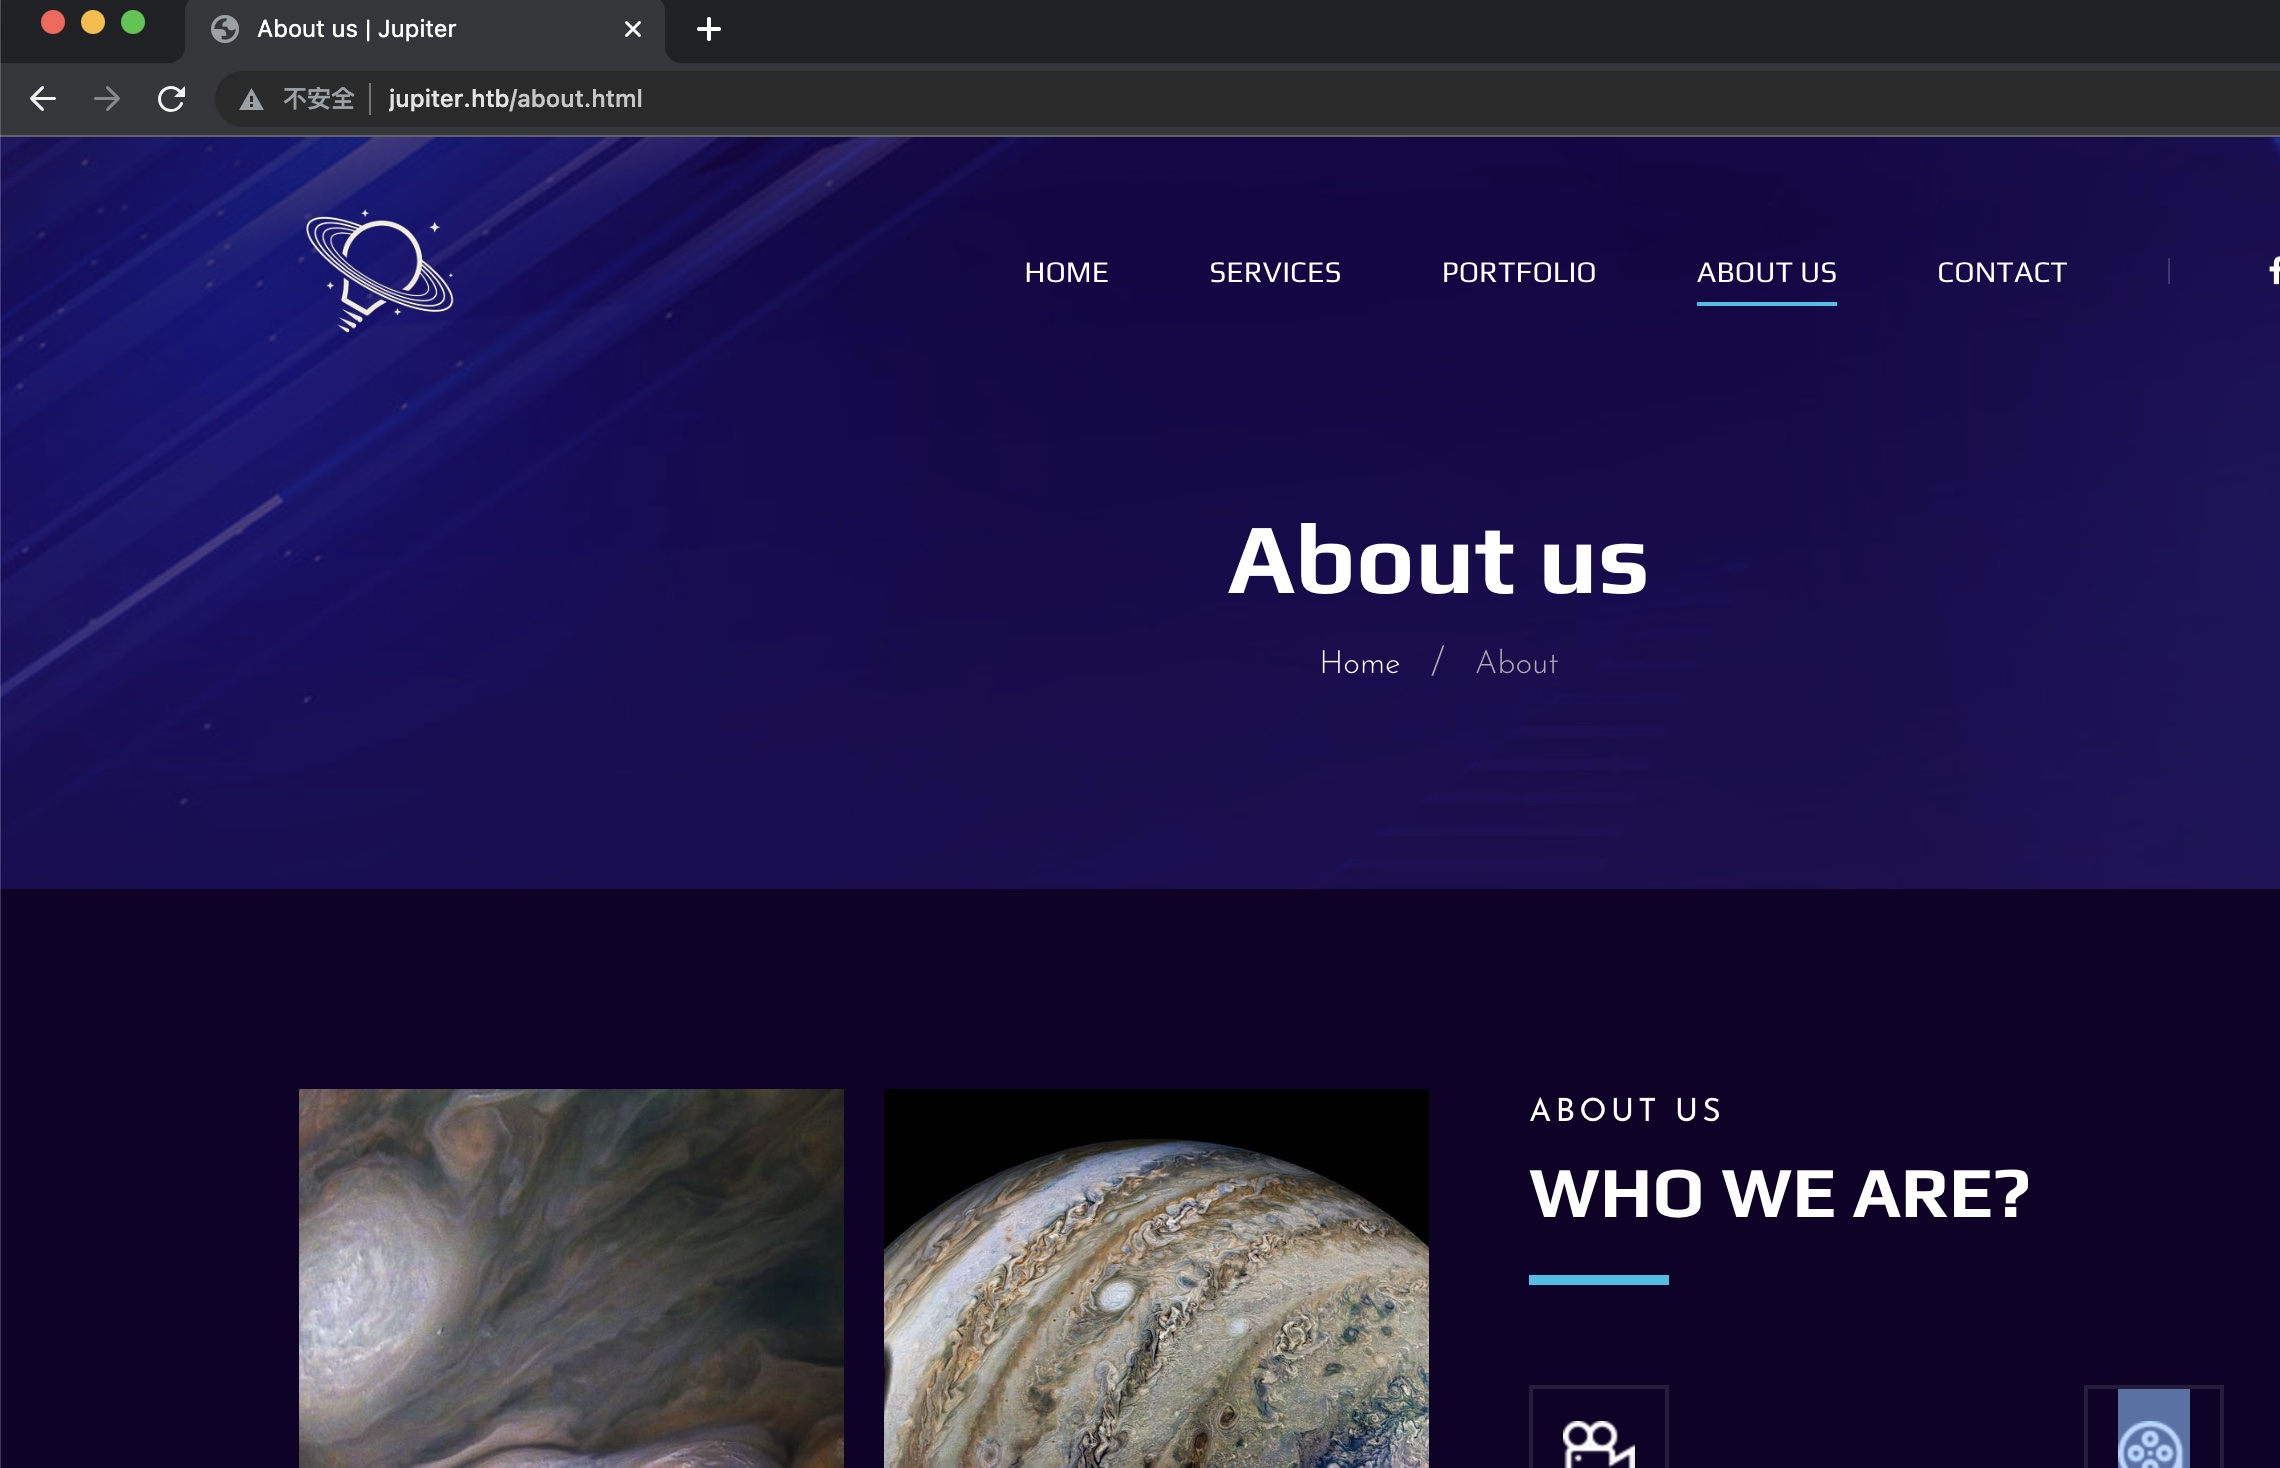 About us | Jupiter
不安全 jupiter.htb/about.html
HOME SERVICES PORTFOLIO ABOUT US CONTACT
About us
Home / About
ABOUT US
WHO WE ARE?